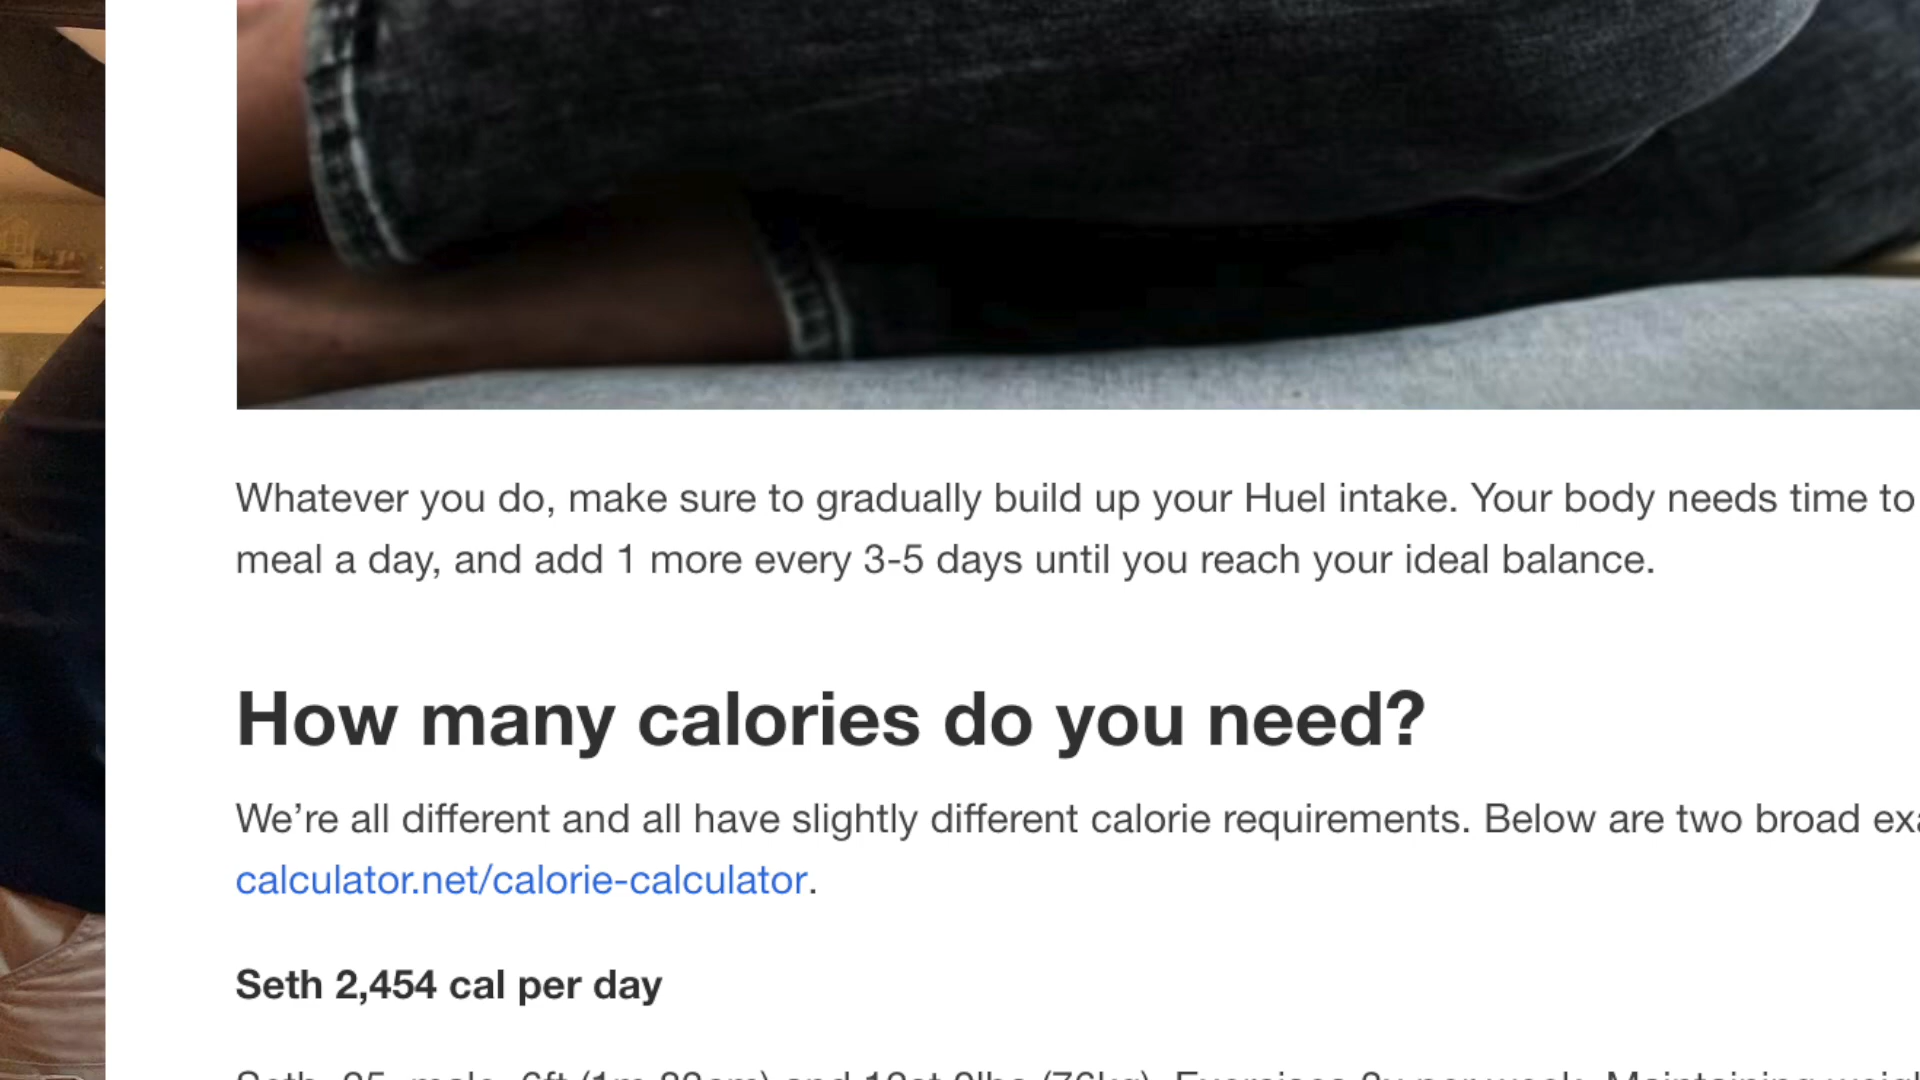 Whatever you do, make sure to gradually build up your Huel intake. Your body needs time to
meal a day, and add 1 more every 3-5 days until you reach your ideal balance.
How many calories do you need?
We’re all different and all have slightly different calorie requirements. Below are two broad
calculator.net/calorie-calculator.
Seth 2,454 cal per day